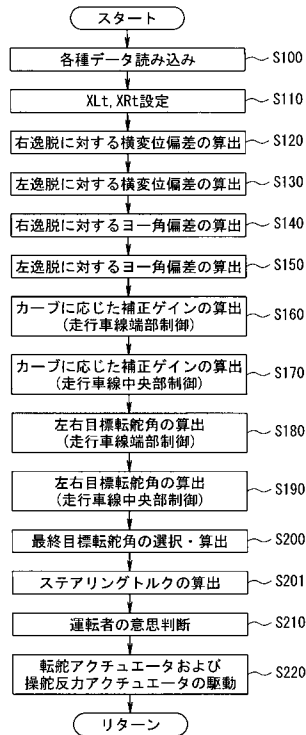 スタート
各種データ読み込み
S100
XLt, XRt設定
S110
右逸脱に対する横変位偏差の算出
S120
左逸脱に対する横変位偏差の算出
S130
右逸脱に対するヨー角偏差の算出
S140
左逸脱に対するヨー角偏差の算出
S150
カーブに応じた補正ゲインの算出
(走行車線端部制御)
S160
カーブに応じた補正ゲインの算出
(走行車線中央部制御)
S170
左右目標転舵角の算出
(走行車線端部制御)
S180
左右目標転舵角の算出
(走行車線中央部制御)
S190
最終目標転舵角の選択・算出
S200
ステアリングトルクの算出
S201
運転者の意思判断
S210
転舵アクチュエータおよび
操舵反力アクチュエータの駆動
S220
リターン